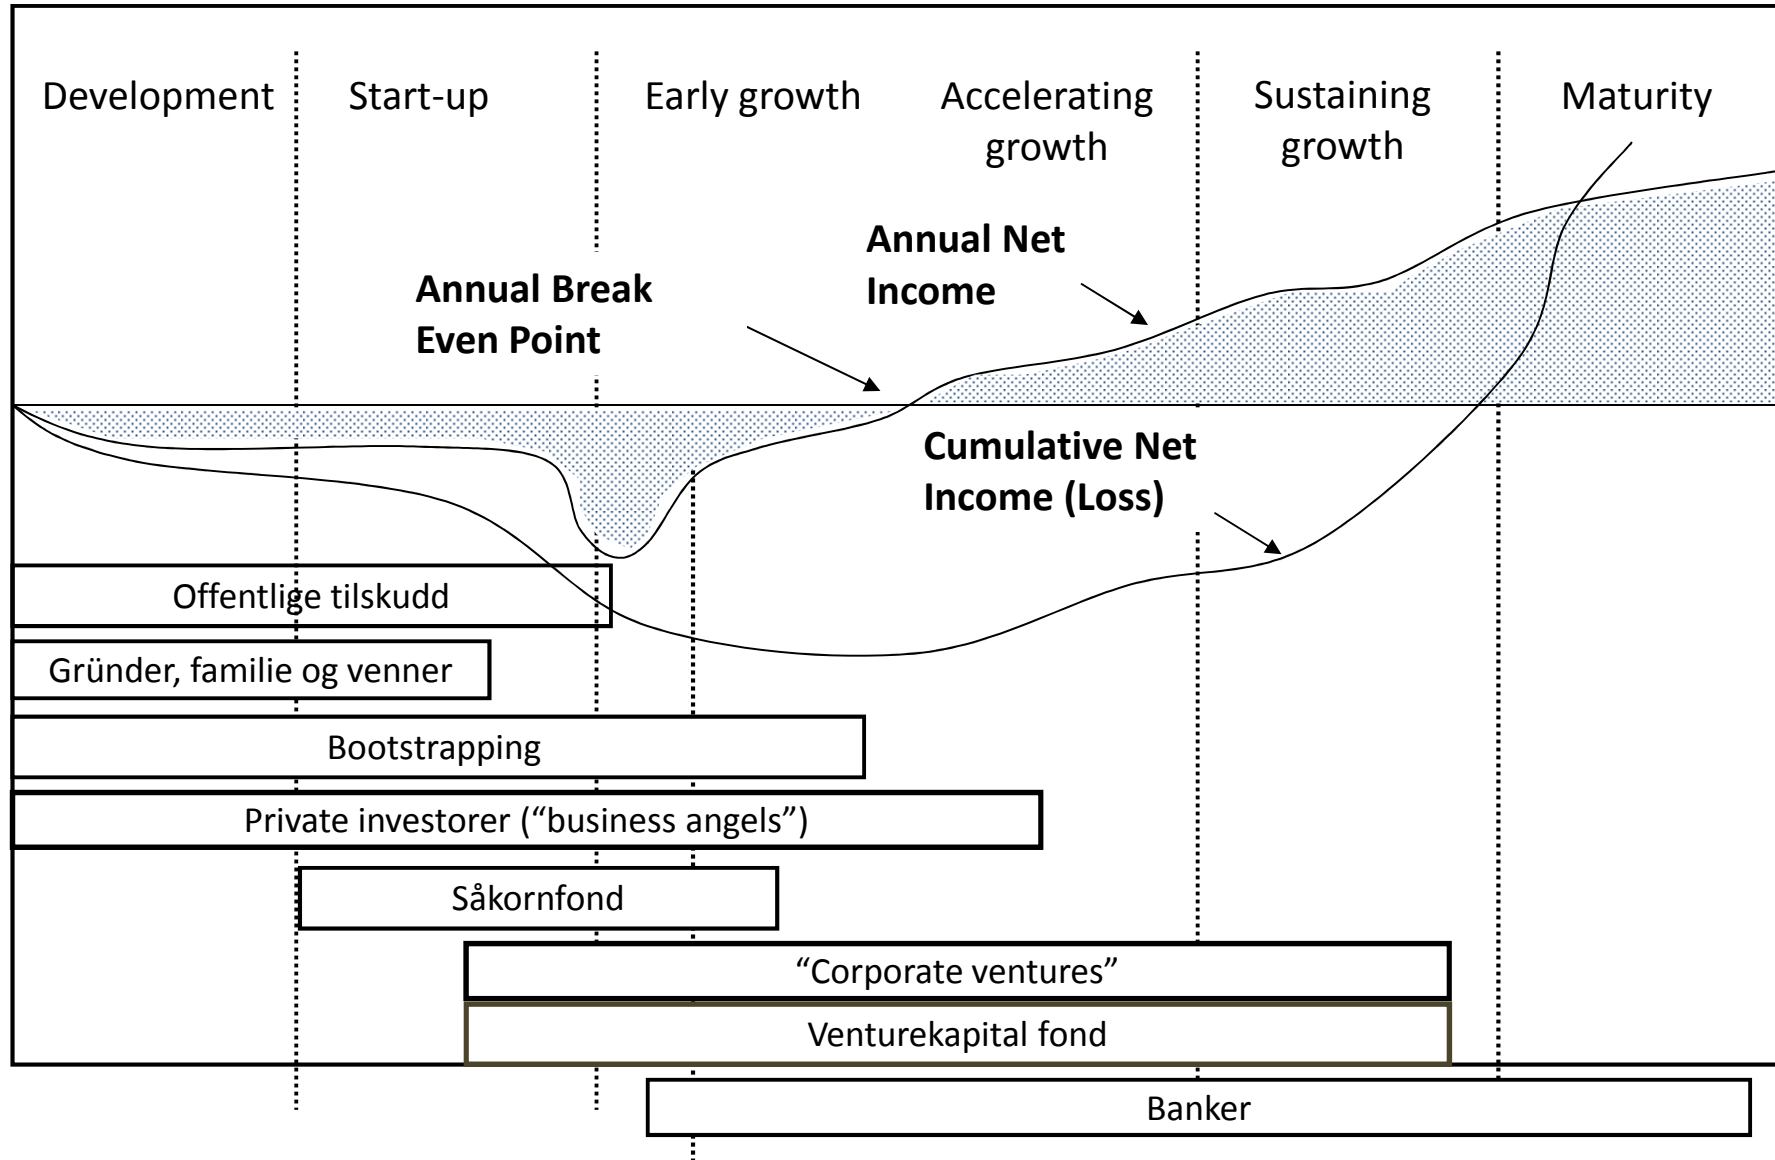 Development
Start-up
Early growth
Accelerating
growth
Sustaining
growth
Maturity
Annual Net
Income
Annual Break
Even Point
Cumulative Net
Income (Loss)
Offentlige tilskudd
Gründer, familie og venner
Bootstrapping
Private investorer (“business angels”)
Såkornfond
“Corporate ventures”
Venturekapital fond
Banker